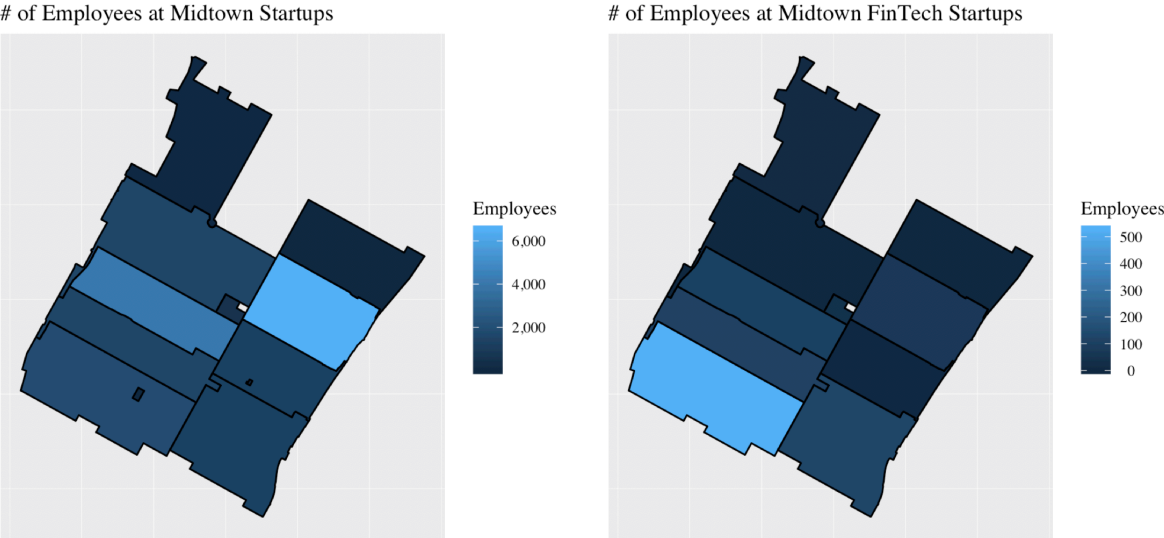 # of Employees at Midtown Startups
# of Employees at Midtown FinTech Startups
Employees
6,000
4,000
2,000
Employees
500
400
300
200
100
0